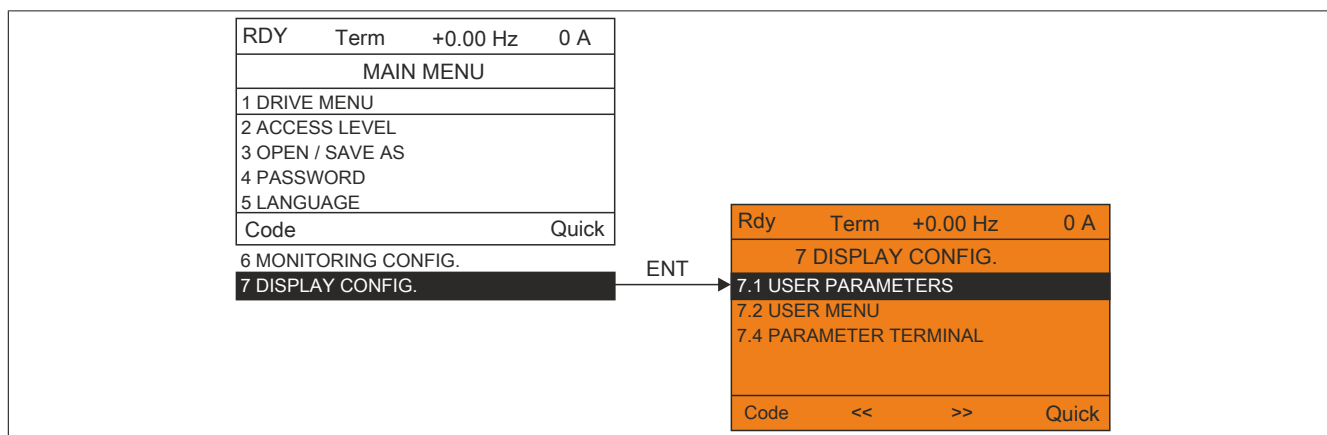 RDY Term +0.00 Hz 0 A
MAIN MENU
1 DRIVE MENU
2 ACCESS LEVEL
3 OPEN / SAVE AS
4 PASSWORD
5 LANGUAGE
Code Quick
6 MONITORING CONFIG.
7 DISPLAY CONFIG.
ENT
Rdy Term +0.00 Hz 0 A
7 DISPLAY CONFIG.
7.1 USER PARAMETERS
7.2 USER MENU
7.4 PARAMETER TERMINAL
Code << >> Quick